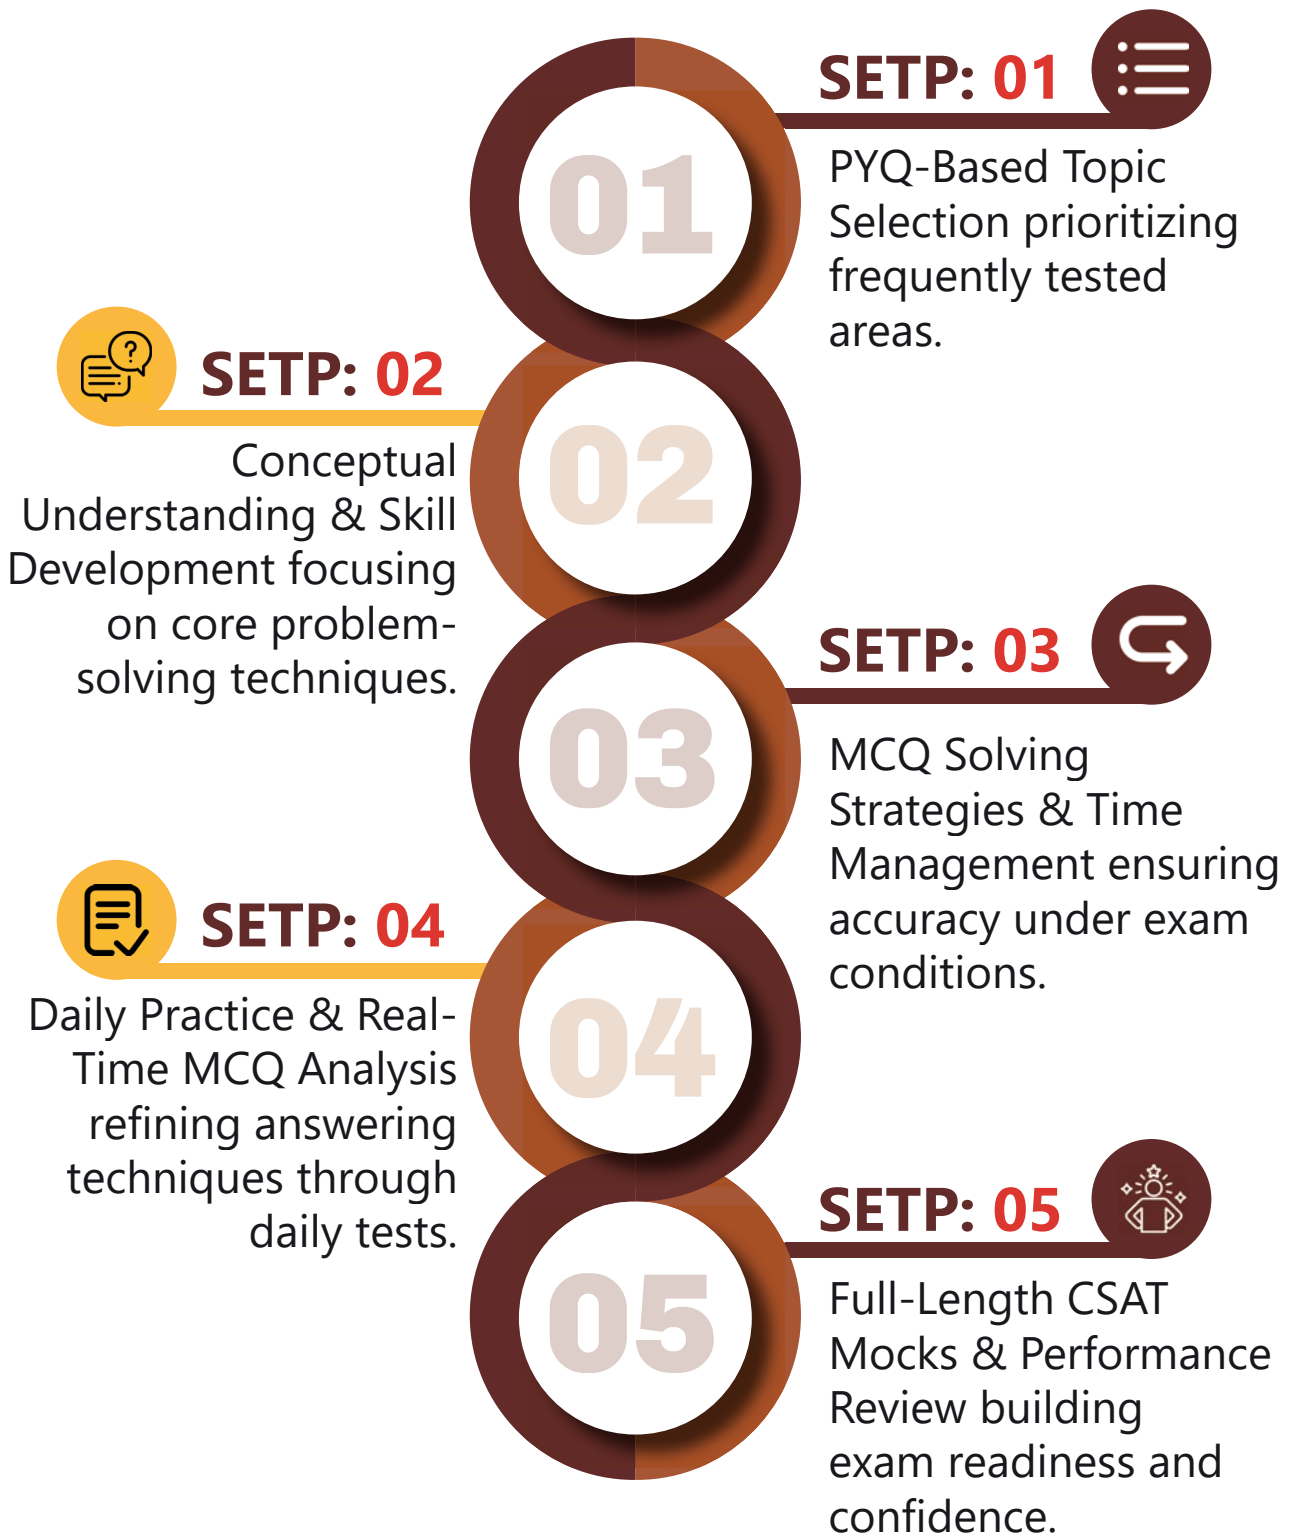 01
SETP: 01
PYQ-Based Topic
Selection prioritizing
frequently tested
areas.
02
SETP: 02
Conceptual
Understanding & Skill
Development focusing
on core problem-
solving techniques.
03
SETP: 03
MCQ Solving
Strategies & Time
Management ensuring
accuracy under exam
conditions.
04
SETP: 04
Daily Practice & Real-
Time MCQ Analysis
refining answering
techniques through
daily tests.
05
SETP: 05
Full-Length CSAT
Mocks & Performance
Review building
exam readiness and
confidence.